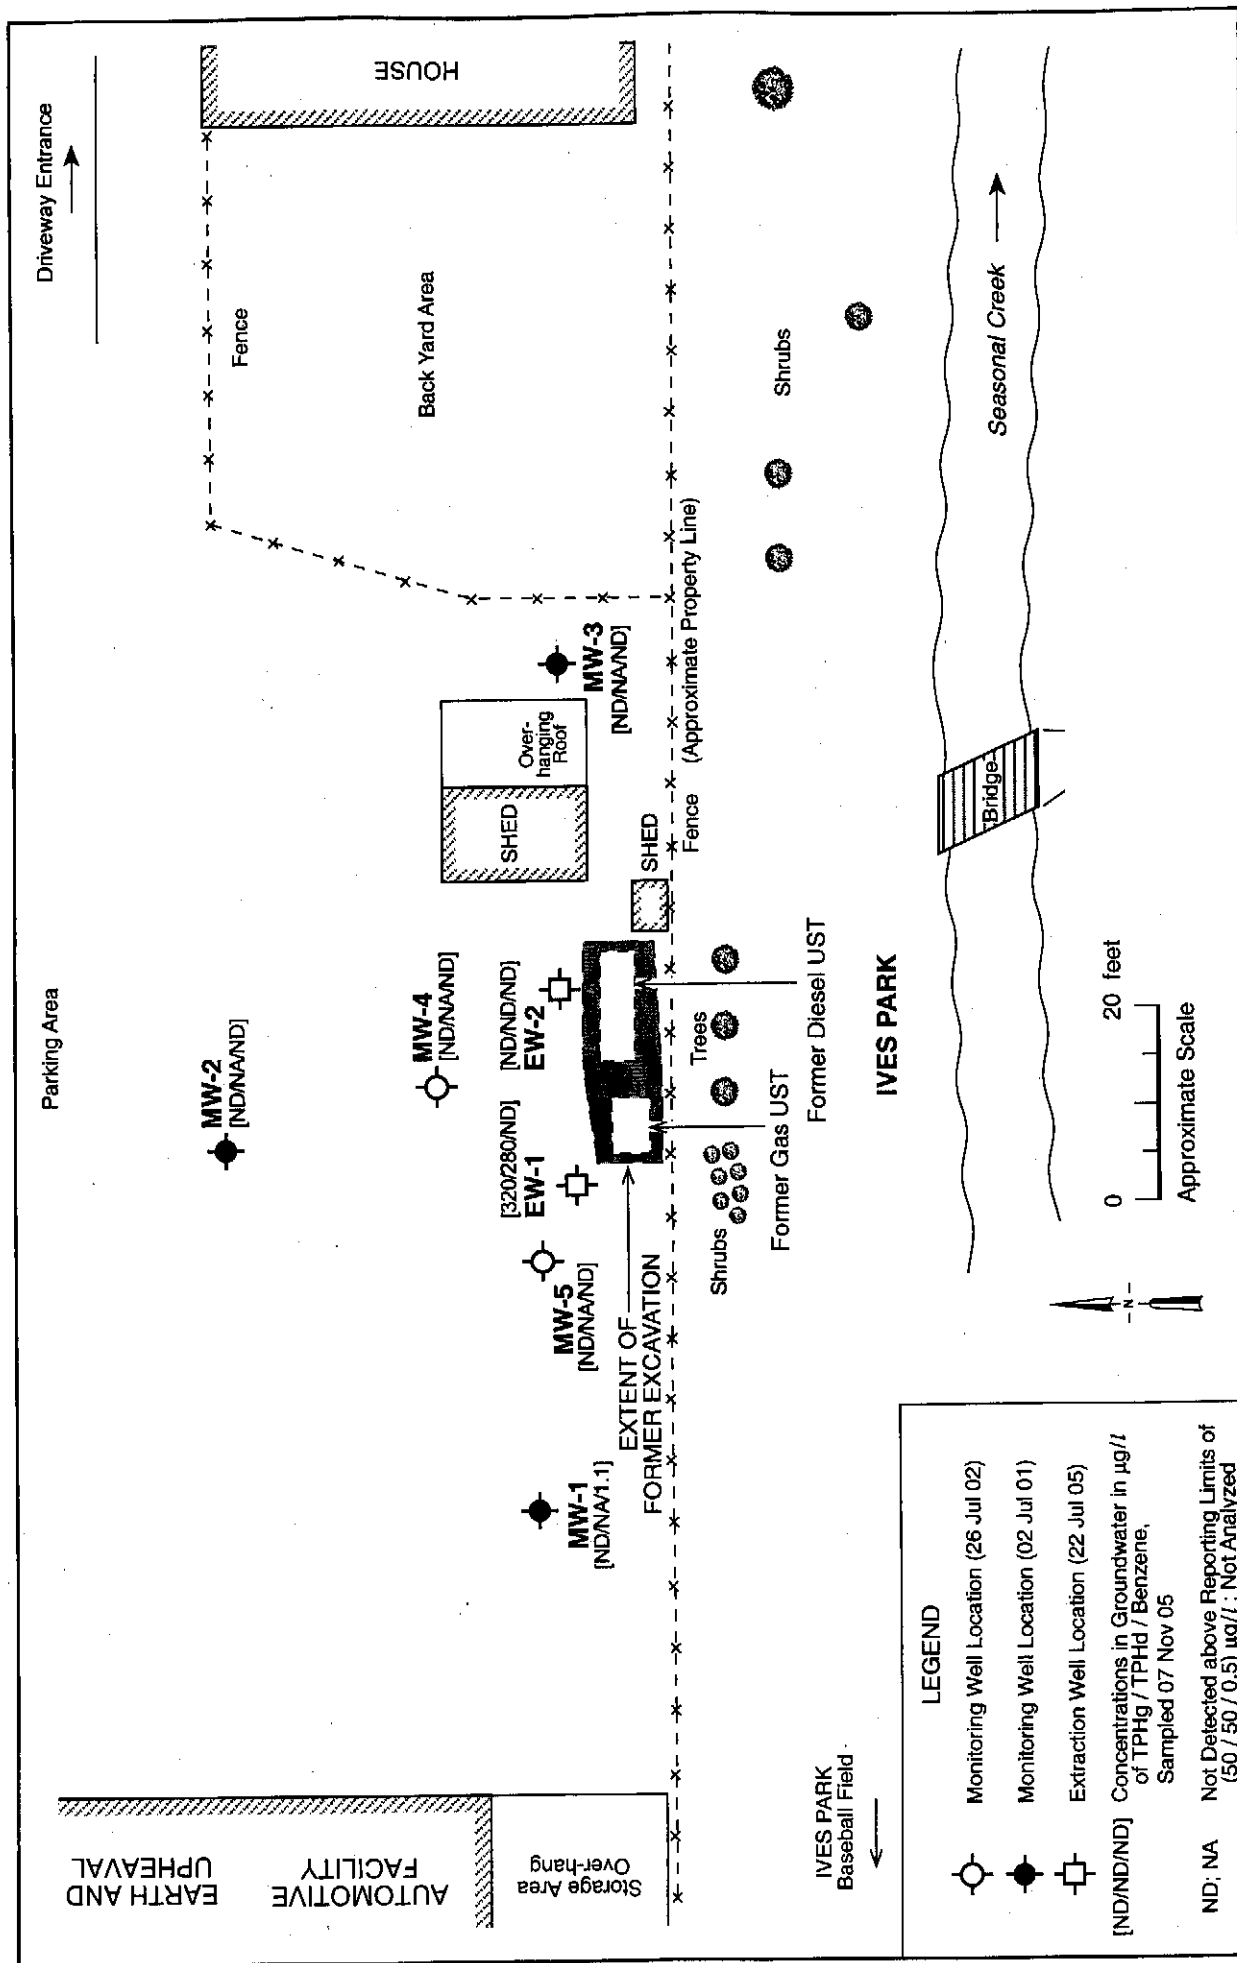 Driveway Entrance
Parking Area
HOUSE
Fence
Back Yard Area
EARTH AND
UPHEAVAL
AUTOMOTIVE
FACILITY
Storage Area
Over-hang
MW-2
[ND/NA/ND]
MW-4
[ND/NA/ND]
[ND/ND/ND]
EW-2
[320/280/ND]
EW-1
MW-5
[ND/NA/ND]
MW-1
[ND/NA/1.1]
MW-3
[ND/NA/ND]
SHED
Over-
hanging
Roof
SHED
EXTENT OF
FORMER EXCAVATION
Fence (Approximate Property Line)
Shrubs
Trees
Shrubs
Former Gas UST
Former Diesel UST
IVES PARK
Baseball Field
IVES PARK
Bridge
Seasonal Creek
N
0 20 feet
Approximate Scale
LEGEND
Monitoring Well Location (26 Jul 02)
Monitoring Well Location (02 Jul 01)
Extraction Well Location (22 Jul 05)
[ND/ND/ND] Concentrations in Groundwater in µg/l
of TPHg / TPHd / Benzene,
Sampled 07 Nov 05
ND; NA Not Detected above Reporting Limits of
(50 / 50 / 0.5) µg/l ; Not Analyzed